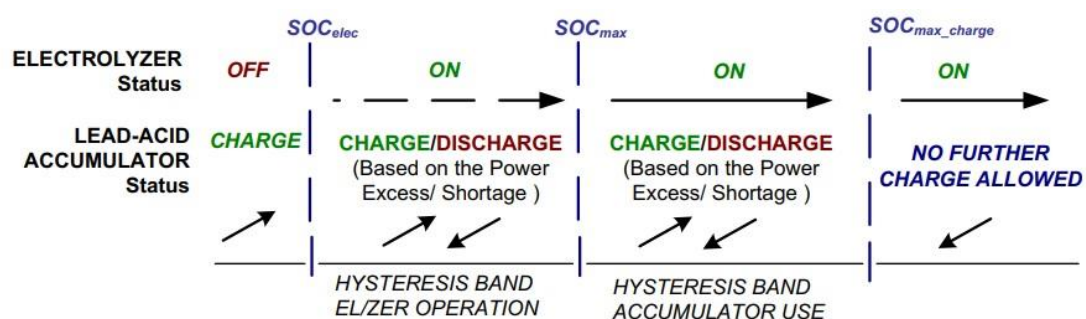 SOCelec SOCmax SOCmax_charge
ELECTROLYZER
Status
OFF ON ON ON
LEAD-ACID
ACCUMULATOR
Status
CHARGE
CHARGE/DISCHARGE
(Based on the Power
Excess/ Shortage )
CHARGE/DISCHARGE
(Based on the Power
Excess/ Shortage )
NO FURTHER
CHARGE ALLOWED
HYSTERESIS BAND
EL/ZER OPERATION
HYSTERESIS BAND
ACCUMULATOR USE